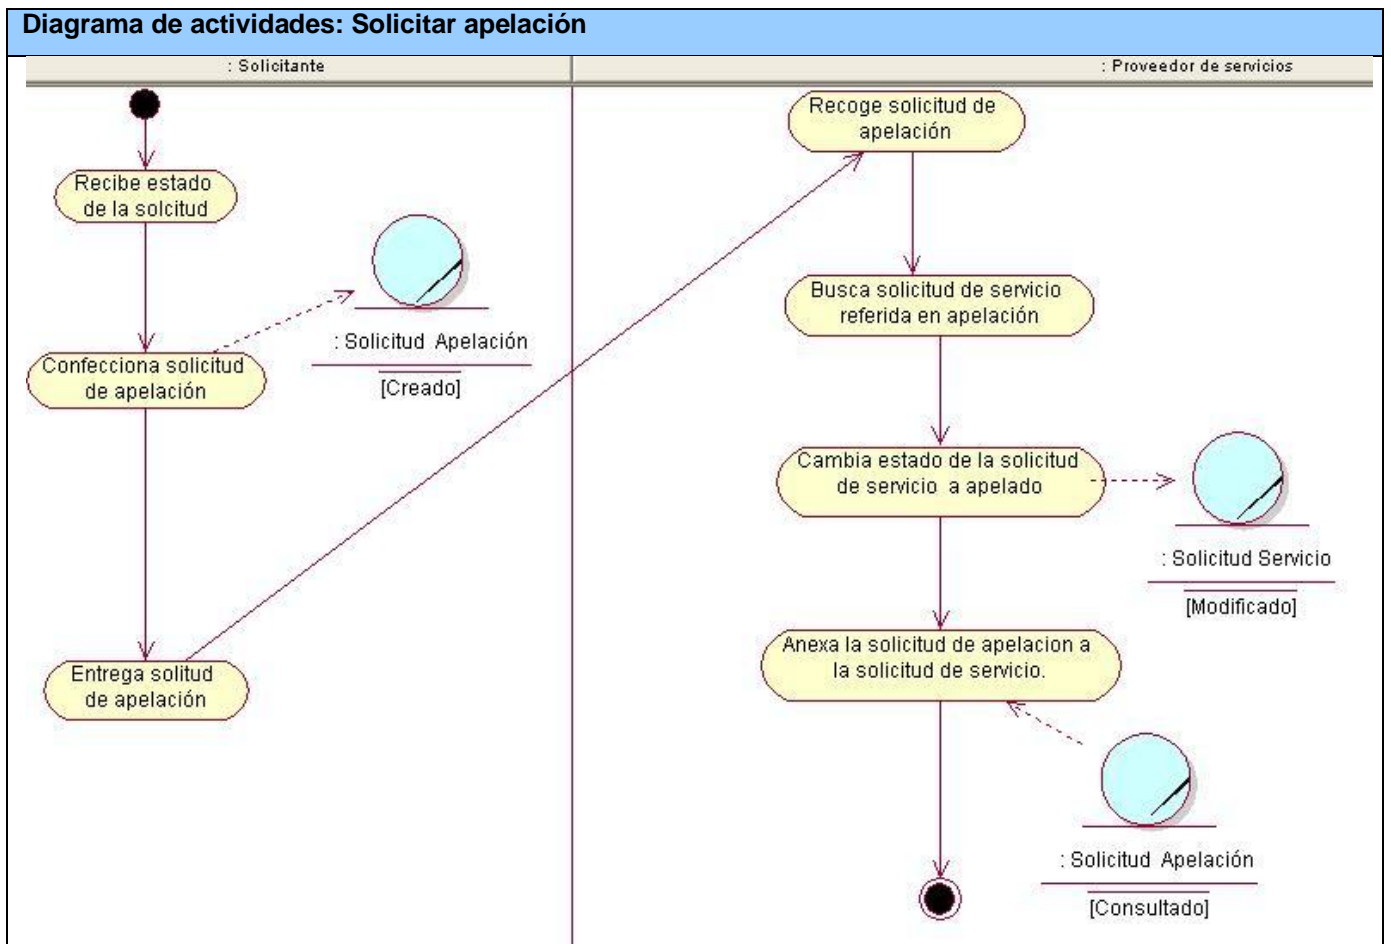 Diagrama de actividades: Solicitar apelación
: Solicitante
: Proveedor de servicios
Recibe estado
de la solcitud
Confecciona solicitud
de apelación
: Solicitud Apelación
[Creado]
Entrega solitud
de apelación
Recoge solicitud de
apelación
Busca solicitud de servicio
referida en apelación
Cambia estado de la solicitud
de servicio a apelado
: Solicitud Servicio
[Modificado]
Anexa la solicitud de apelacion a
la solicitud de servicio.
: Solicitud Apelación
[Consultado]